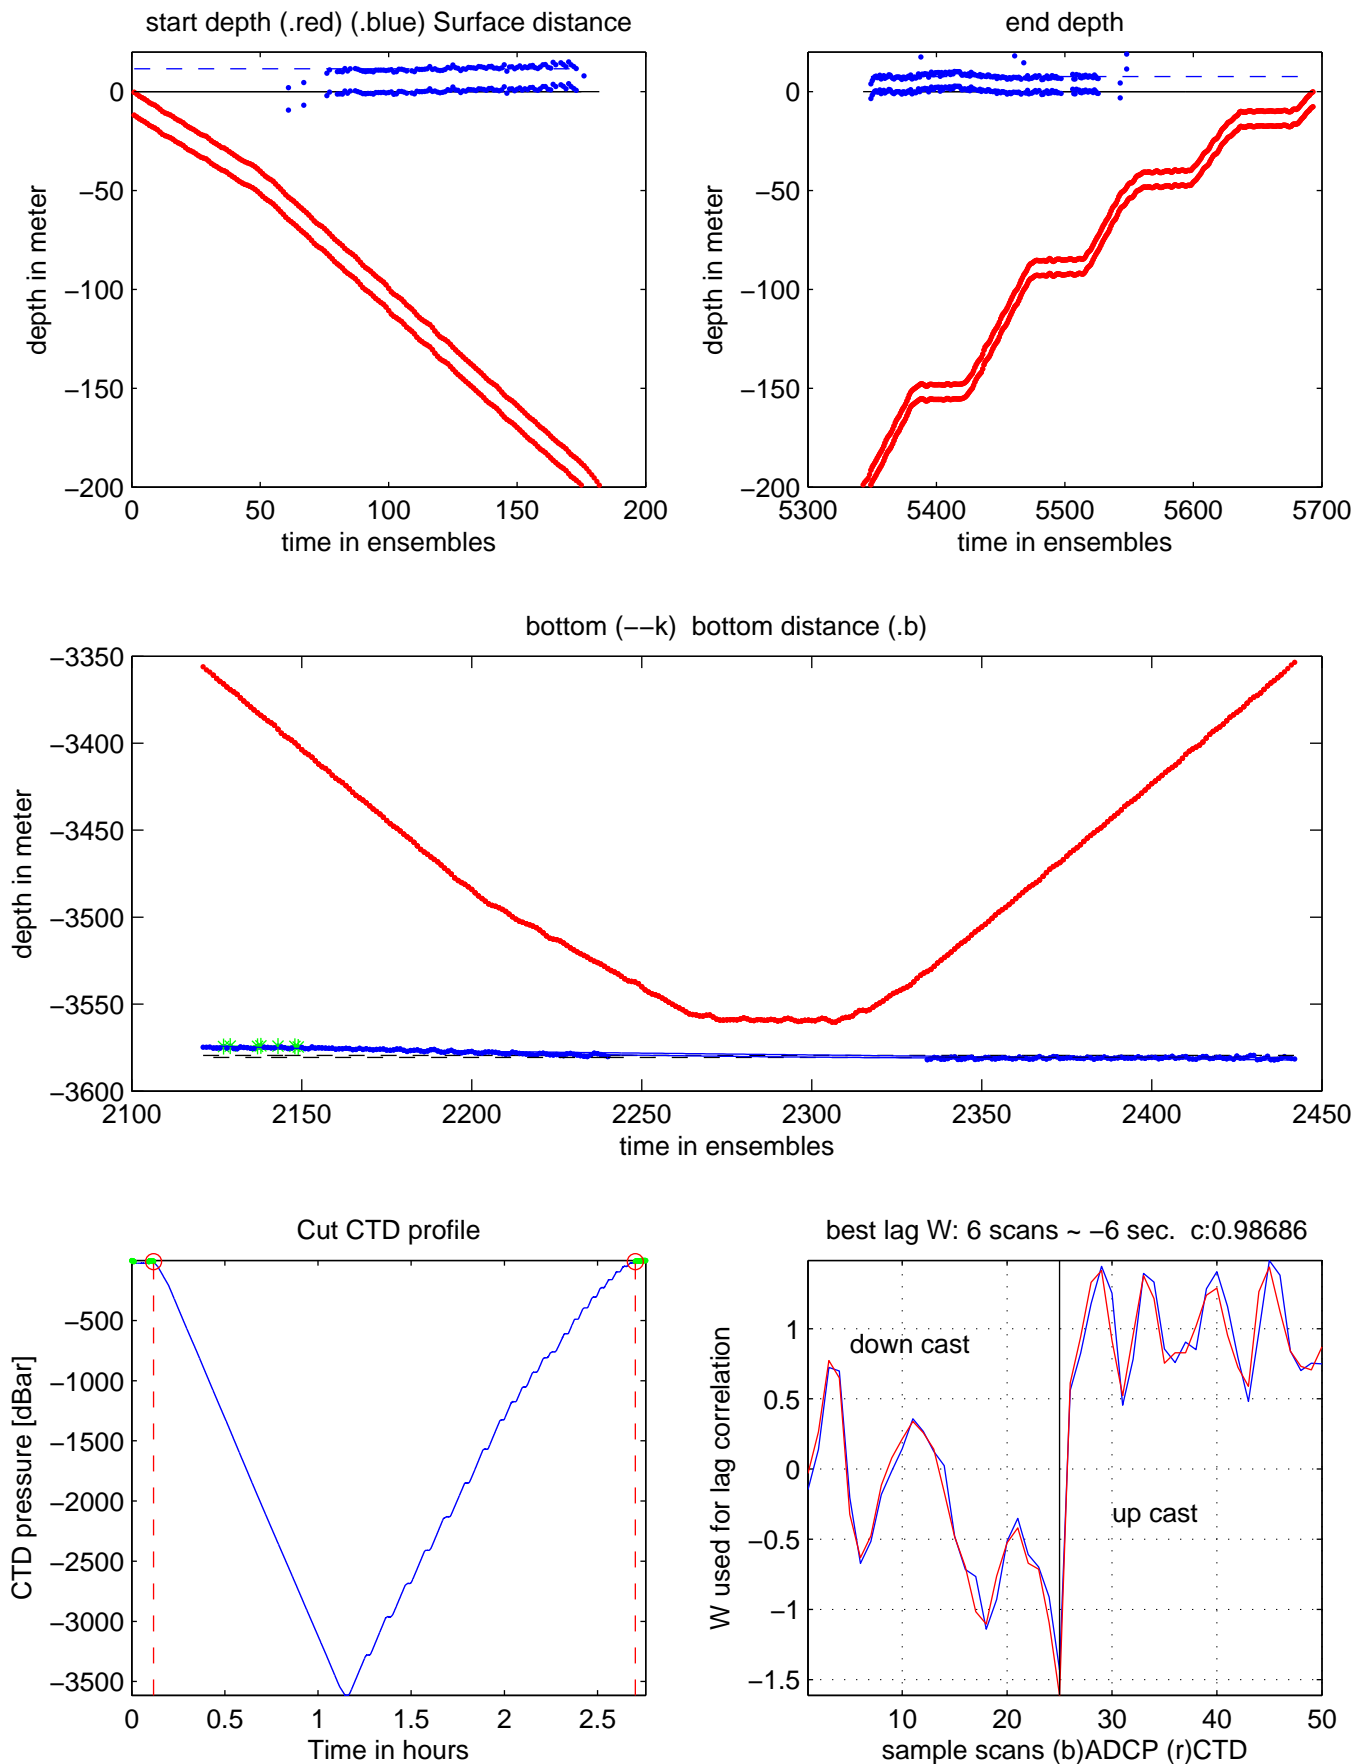 start depth (.red) (.blue) Surface distance
0
−50
−100
−150
−200
depth in meter
0 50 100 150 200
time in ensembles
end depth
0
−50
−100
−150
−200
depth in meter
5300 5400 5500 5600 5700
time in ensembles
bottom (−−k)  bottom distance (.b)
−3350
−3400
−3450
−3500
−3550
−3600
depth in meter
2100 2150 2200 2250 2300 2350 2400 2450
time in ensembles
Cut CTD profile
−500
−1000
−1500
−2000
−2500
−3000
−3500
CTD pressure [dBar]
0 0.5 1 1.5 2 2.5
Time in hours
best lag W: 6 scans ~ −6 sec.  c:0.98686
1
0.5
0
−0.5
−1
−1.5
W used for lag correlation
down cast
up cast
10 20 30 40 50
sample scans (b)ADCP (r)CTD